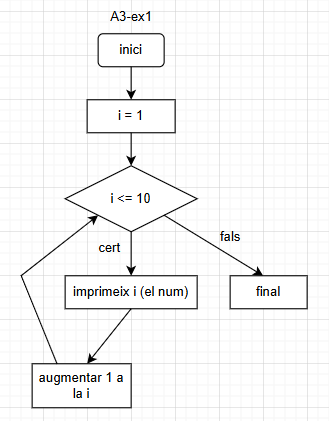 A3-ex1
inici
i = 1
i <= 10
cert
fals
imprimeix i (el num)
final
augmentar 1 a
la i